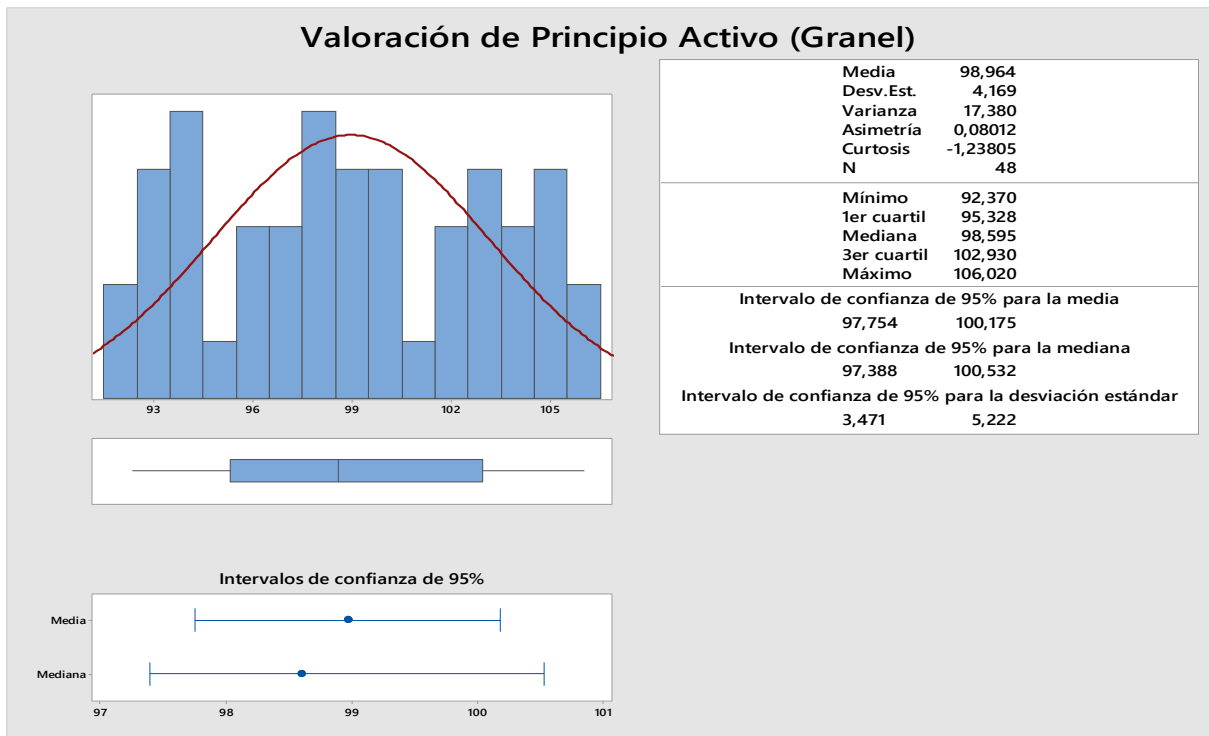 Valoración de Principio Activo (Granel)
Media 98,964
Desv.Est. 4,169
Varianza 17,380
Asimetría 0,08012
Curtosis -1,23805
N 48
Mínimo 92,370
1er cuartil 95,328
Mediana 98,595
3er cuartil 102,930
Máximo 106,020
Intervalo de confianza de 95% para la media
97,754 100,175
Intervalo de confianza de 95% para la mediana
97,388 100,532
Intervalo de confianza de 95% para la desviación estándar
3,471 5,222
93 96 99 102 105
Intervalos de confianza de 95%
Media
Mediana
97 98 99 100 101